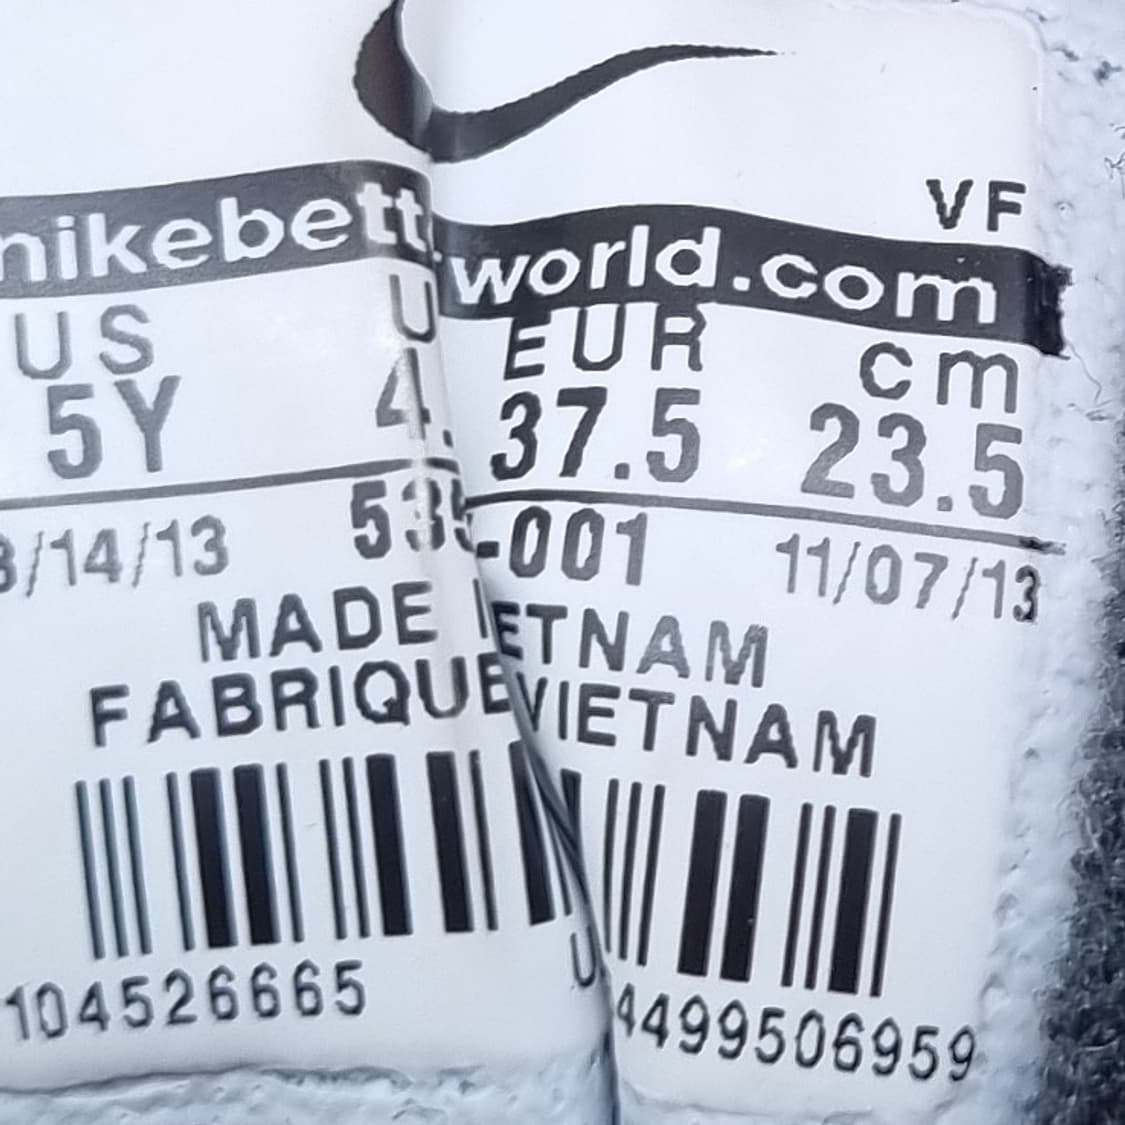 VF
nikebett world.com
US U EUR cm
5Y 4. 37.5 23.5
/14/13 53 -001 11/07/13
MADE I ETNAM
FABRIQUE VIETNAM
104526665 U 4499506959